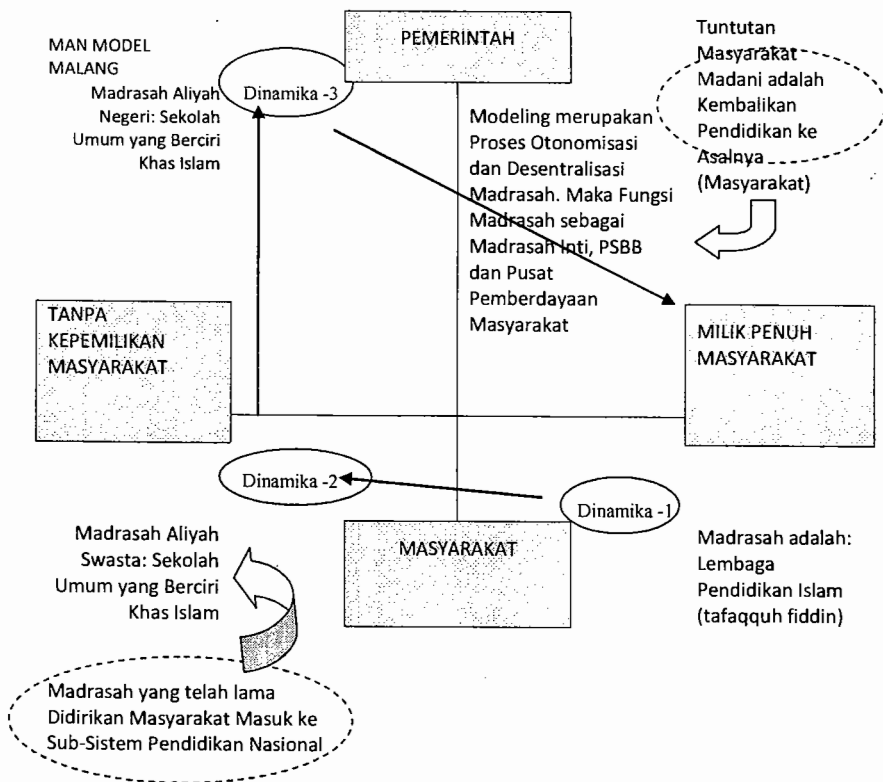 MAN MODEL
MALANG
Madrasah Aliyah
Negeri: Sekolah
Umum yang Berciri
Khas Islam
Dinamika -3
PEMERINTAH
Tuntutan
Masyarakat
Madani adalah
Kembalikan
Pendidikan ke
Asalnya
(Masyarakat)
Modeling merupakan
Proses Otonomisasi
dan Desentralisasi
Madrasah. Maka Fungsi
Madrasah sebagai
Madrasah Inti, PSBB
dan Pusat
Pemberdayaan
Masyarakat
TANPA
KEPEMILIKAN
MASYARAKAT
MILIK PENUH
MASYARAKAT
Dinamika -2
Dinamika -1
Madrasah Aliyah
Swasta: Sekolah
Umum yang Berciri
Khas Islam
MASYARAKAT
Madrasah adalah:
Lembaga
Pendidikan Islam
(tafaqquh fiddin)
Madrasah yang telah lama
Didirikan Masyarakat Masuk ke
Sub-Sistem Pendidikan Nasional